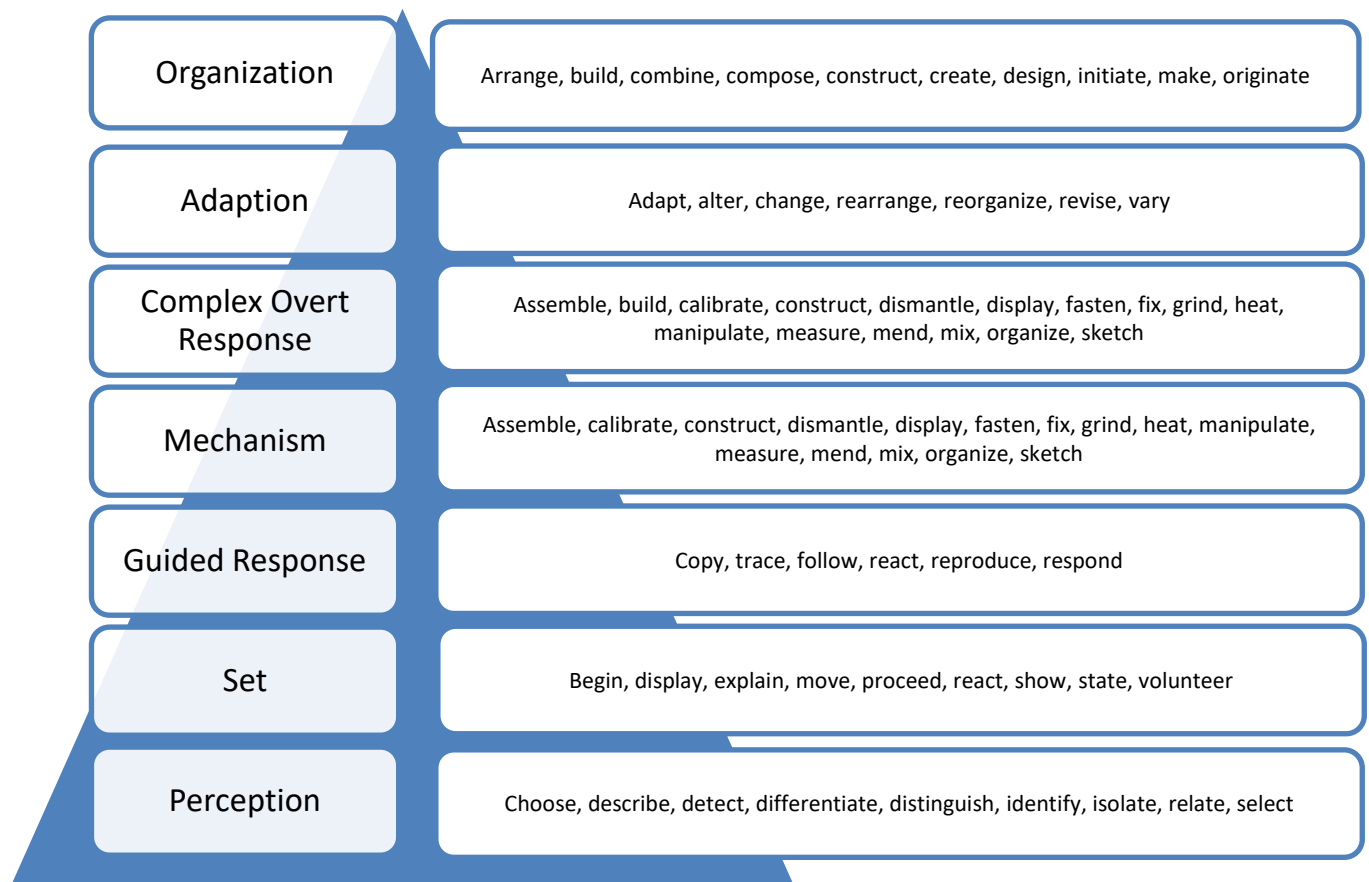 Organization
Arrange, build, combine, compose, construct, create, design, initiate, make, originate
Adaption
Adapt, alter, change, rearrange, reorganize, revise, vary
Complex Overt
Response
Assemble, build, calibrate, construct, dismantle, display, fasten, fix, grind, heat,
manipulate, measure, mend, mix, organize, sketch
Mechanism
Assemble, calibrate, construct, dismantle, display, fasten, fix, grind, heat, manipulate,
measure, mend, mix, organize, sketch
Guided Response
Copy, trace, follow, react, reproduce, respond
Set
Begin, display, explain, move, proceed, react, show, state, volunteer
Perception
Choose, describe, detect, differentiate, distinguish, identify, isolate, relate, select